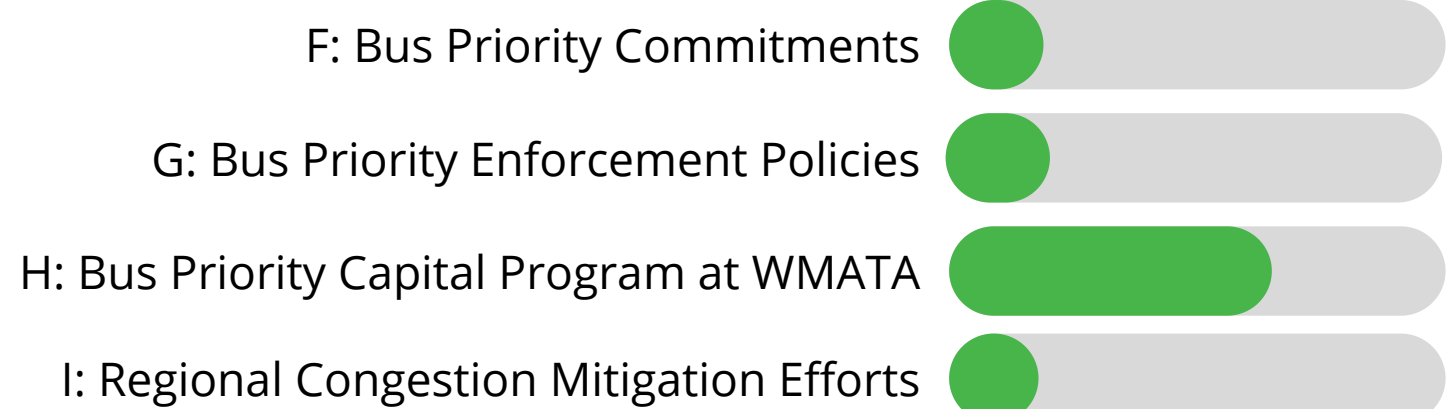 F: Bus Priority Commitments
G: Bus Priority Enforcement Policies
H: Bus Priority Capital Program at WMATA
I: Regional Congestion Mitigation Efforts